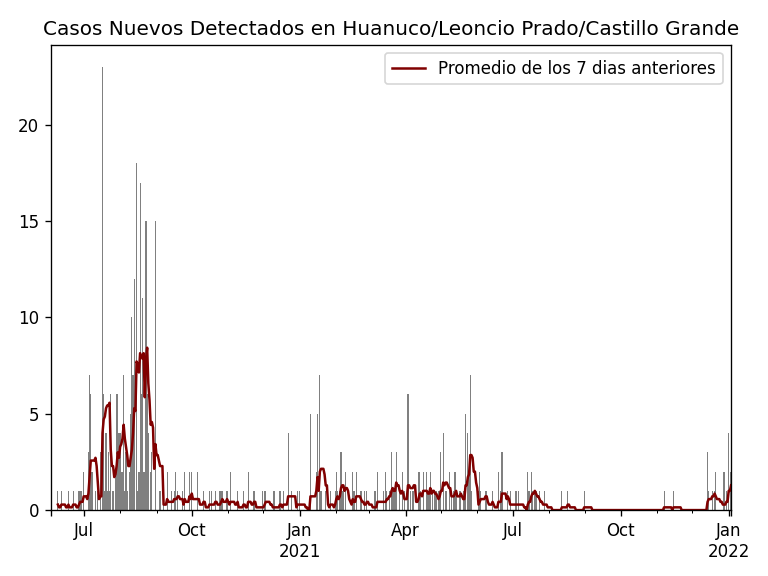 Casos Nuevos Detectados en Huanuco/Leoncio Prado/Castillo Grande
Promedio de los 7 dias anteriores
20
15
10
5
0
Jul Oct Jan Apr Jul Oct Jan
2021 2022